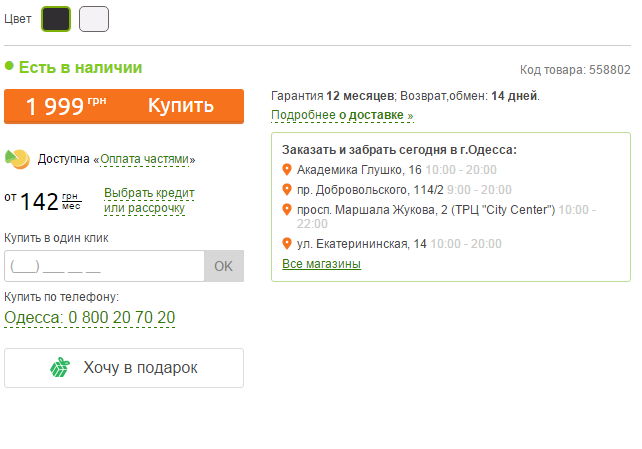 Цвет
Есть в наличии
Код товара: 558802
1 999 грн Купить
Гарантия 12 месяцев; Возврат,обмен: 14 дней.
Подробнее о доставке »
Доступна «Оплата частями»
от 142 грн мес
Выбрать кредит
или рассрочку
Купить в один клик
(___) ___ __ __ OK
Купить по телефону:
Одесса: 0 800 20 70 20
Хочу в подарок
Заказать и забрать сегодня в г.Одесса:
Академика Глушко, 16 10:00 - 20:00
пр. Добровольского, 114/2 9:00 - 20:00
просп. Маршала Жукова, 2 (ТРЦ "City Center") 10:00 -
22:00
ул. Екатерининская, 14 10:00 - 20:00
Все магазины